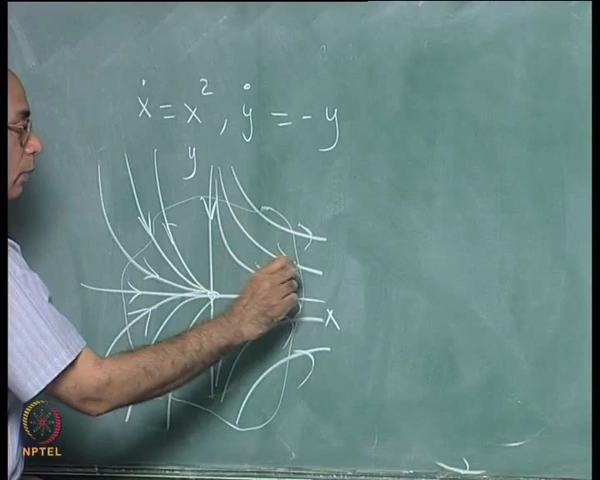 ẋ = x², ẏ = -y
y
x
NPTEL